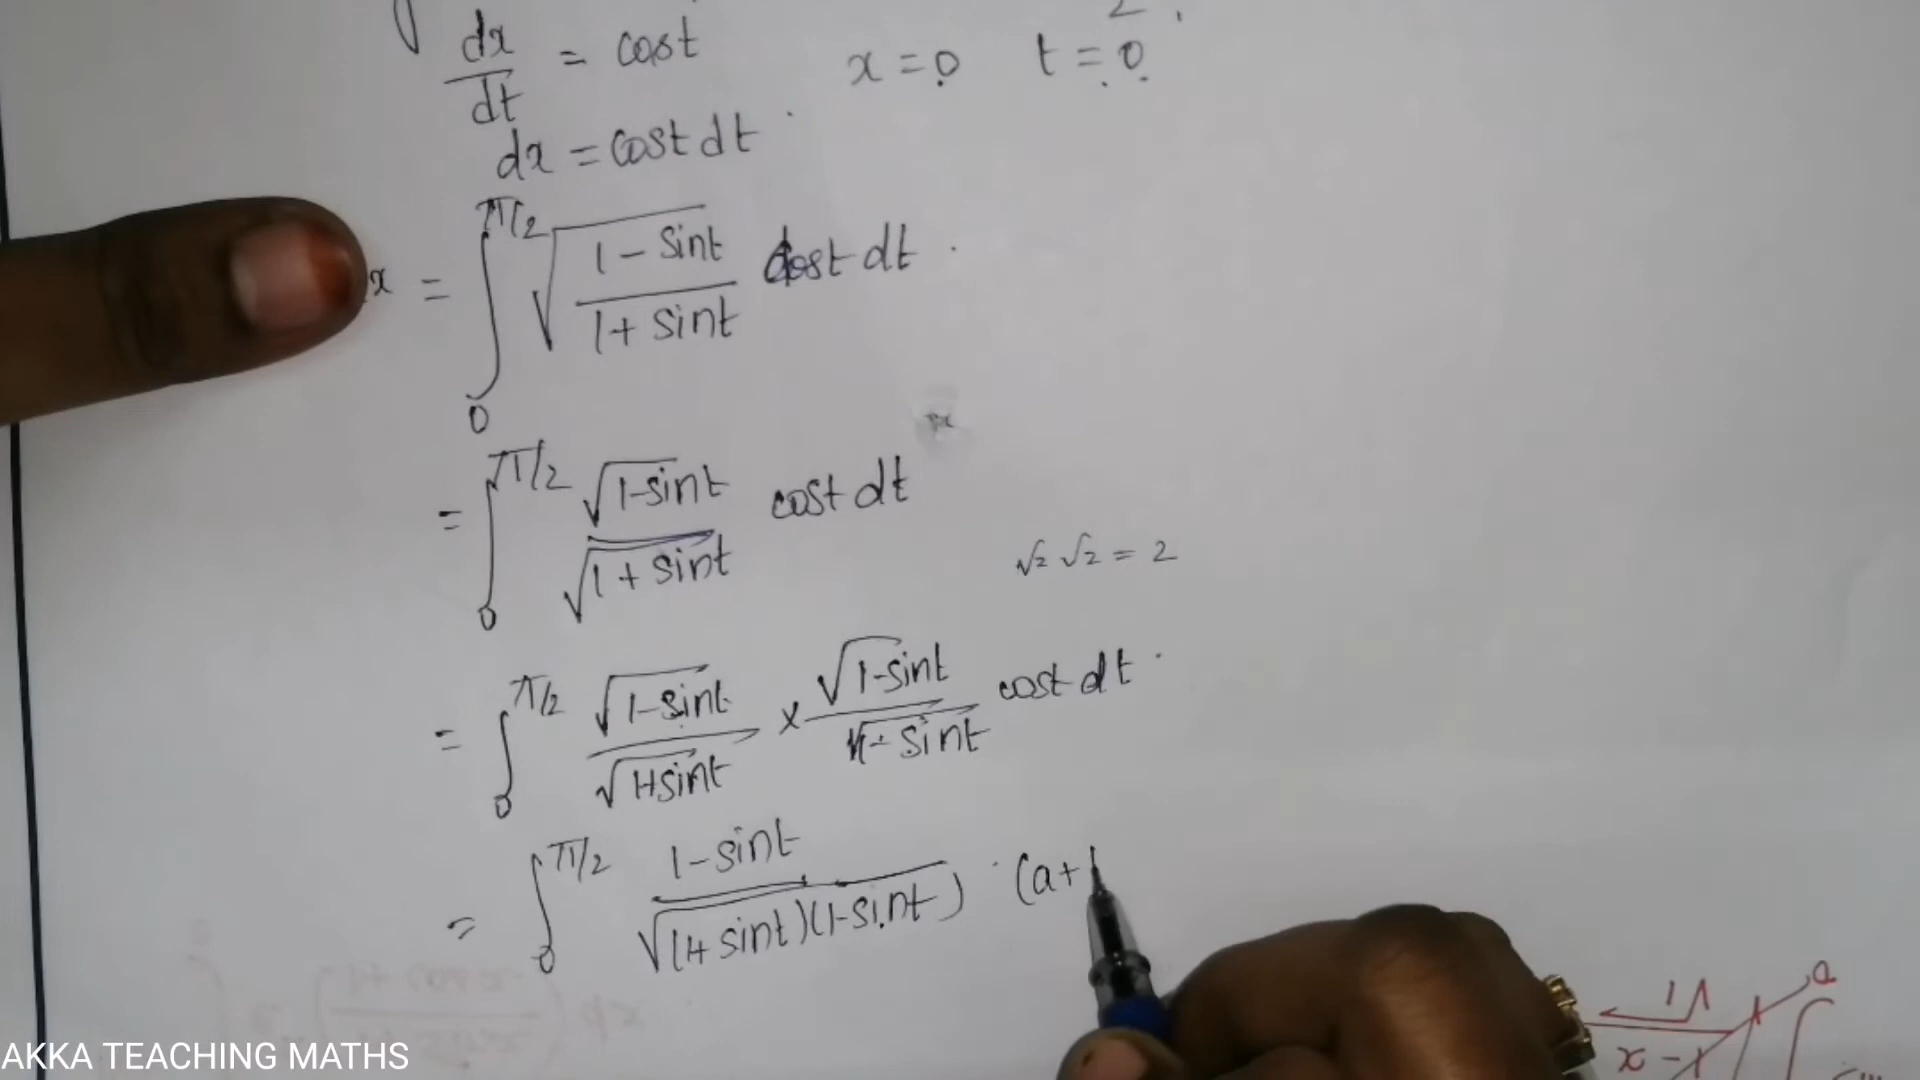 dx/dt = cost    x = 0    t = 0
dx = cost dt
x = ∫₀^(π/2) √((1 - sint)/(1 + sint)) cost dt
= ∫₀^(π/2) √(1-sint)/√(1+sint) cost dt
√2 √2 = 2
= ∫₀^(π/2) √(1-sint)/√(1+sint) × √(1-sint)/√(1-sint) cost dt
= ∫₀^(π/2) (1-sint)/√((1+sint)(1-sint)) (a+
AKKA TEACHING MATHS